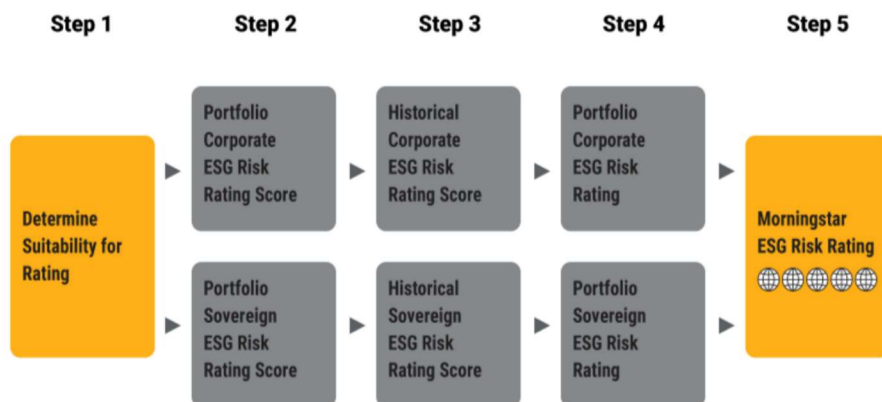 Step 1
Step 2
Step 3
Step 4
Step 5
Determine
Suitability for
Rating
Portfolio
Corporate
ESG Risk
Rating Score
Historical
Corporate
ESG Risk
Rating Score
Portfolio
Corporate
ESG Risk
Rating
Portfolio
Sovereign
ESG Risk
Rating Score
Historical
Sovereign
ESG Risk
Rating Score
Portfolio
Sovereign
ESG Risk
Rating
Morningstar
ESG Risk Rating